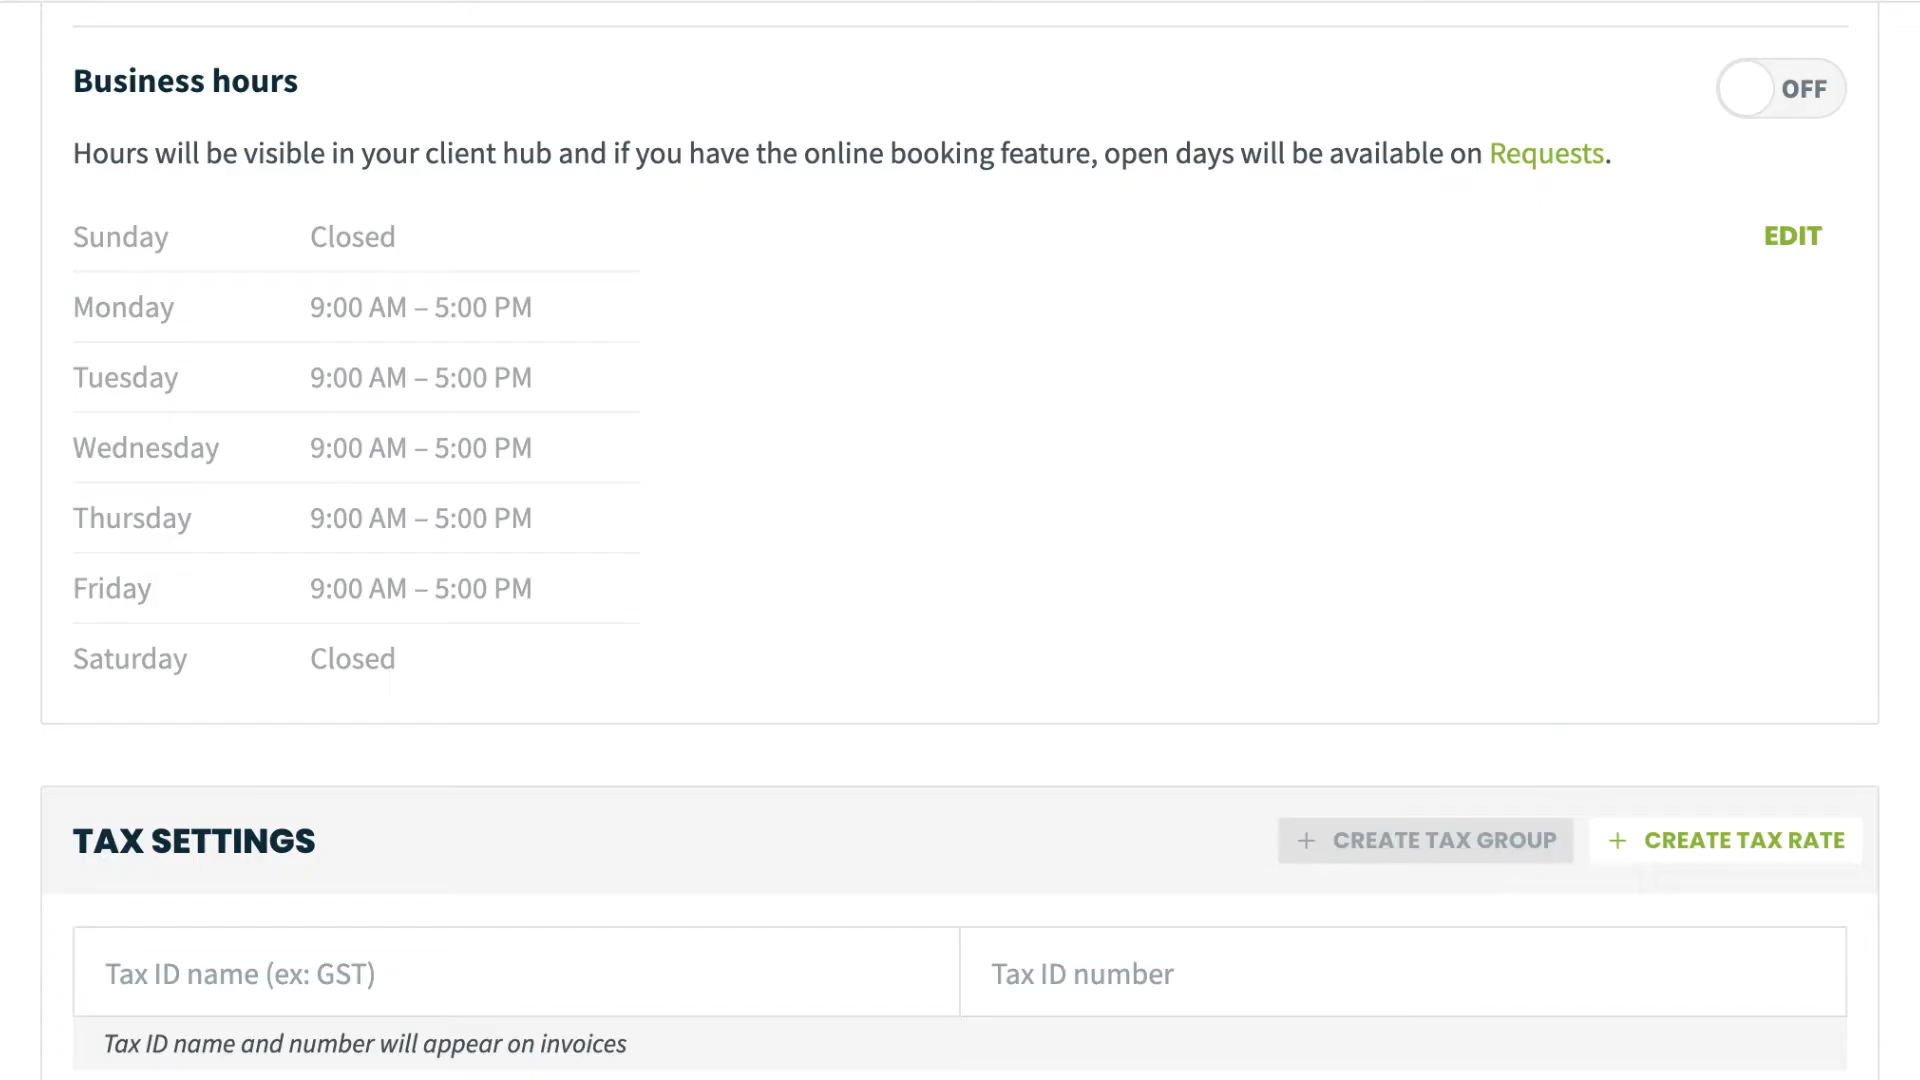 Business hours
OFF
Hours will be visible in your client hub and if you have the online booking feature, open days will be available on Requests.
Sunday Closed
EDIT
Monday 9:00 AM – 5:00 PM
Tuesday 9:00 AM – 5:00 PM
Wednesday 9:00 AM – 5:00 PM
Thursday 9:00 AM – 5:00 PM
Friday 9:00 AM – 5:00 PM
Saturday Closed
TAX SETTINGS
+ CREATE TAX GROUP
+ CREATE TAX RATE
Tax ID name (ex: GST)
Tax ID number
Tax ID name and number will appear on invoices